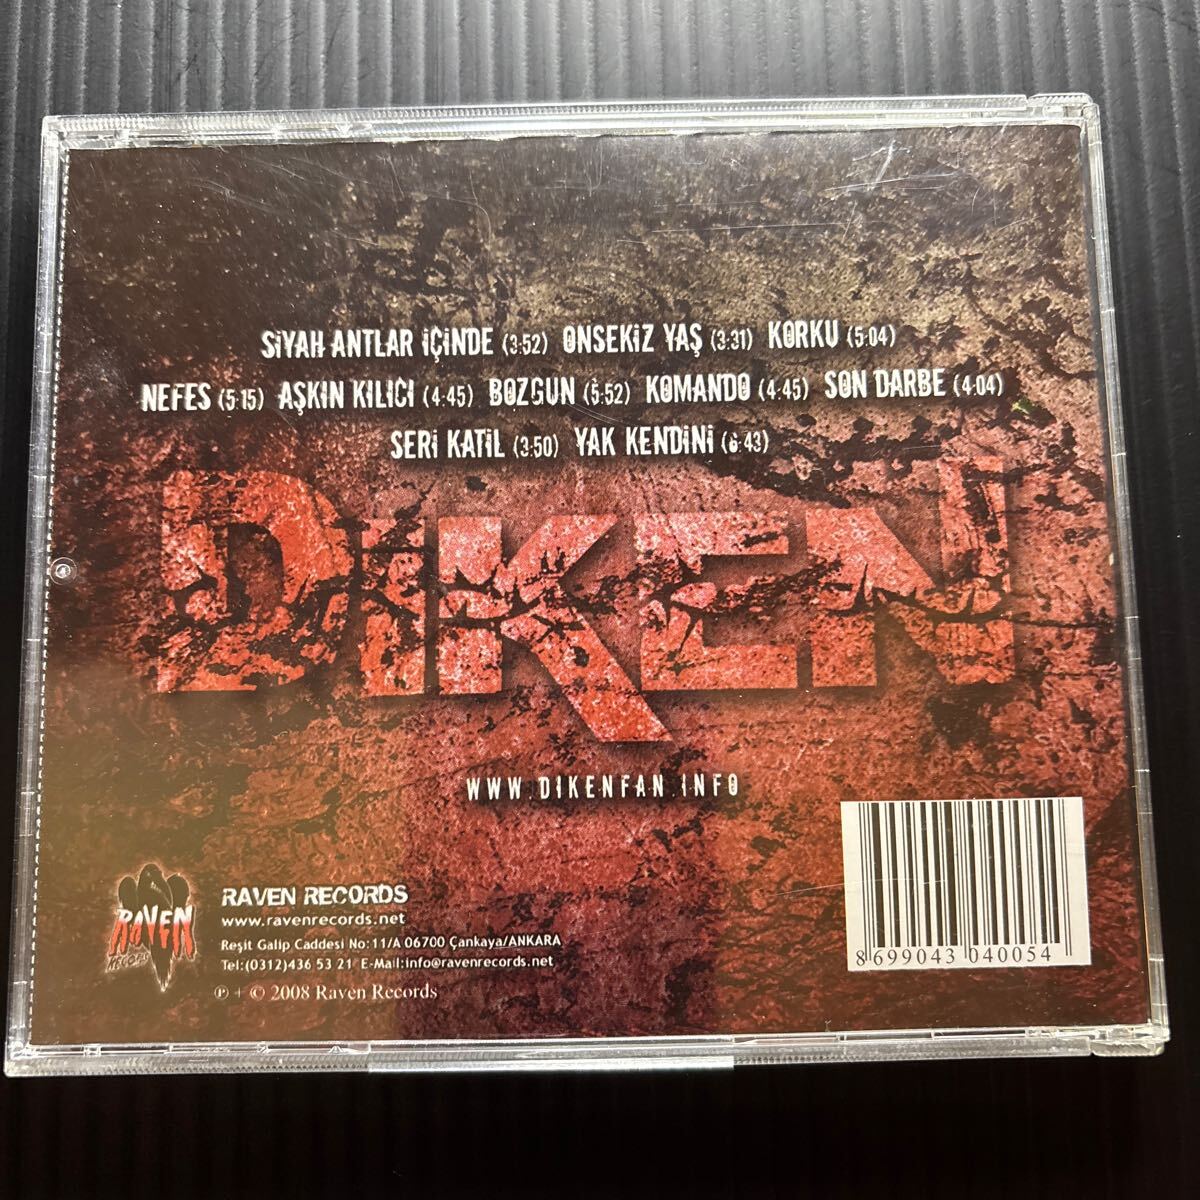 SİYAH ANTLAR İÇİNDE (3:52) ONSEKİZ YAŞ (3:31) KORKU (5:04)
NEFES (5:15) AŞKIN KILICI (4:45) BOZGUN (5:52) KOMANDO (4:45) SON DARBE (4:04)
SERİ KATİL (3:50) YAK KENDİNİ (6:43)
DIKEN
WWW.DIKENFAN.INFO
RAVEN
RECORDS
RAVEN RECORDS
www.ravenrecords.net
Reşit Galip Caddesi No:11/A 06700 Çankaya/ANKARA
Tel:(0312)436 53 21 E-Mail:info@ravenrecords.net
℗ + © 2008 Raven Records
8 699043 040054